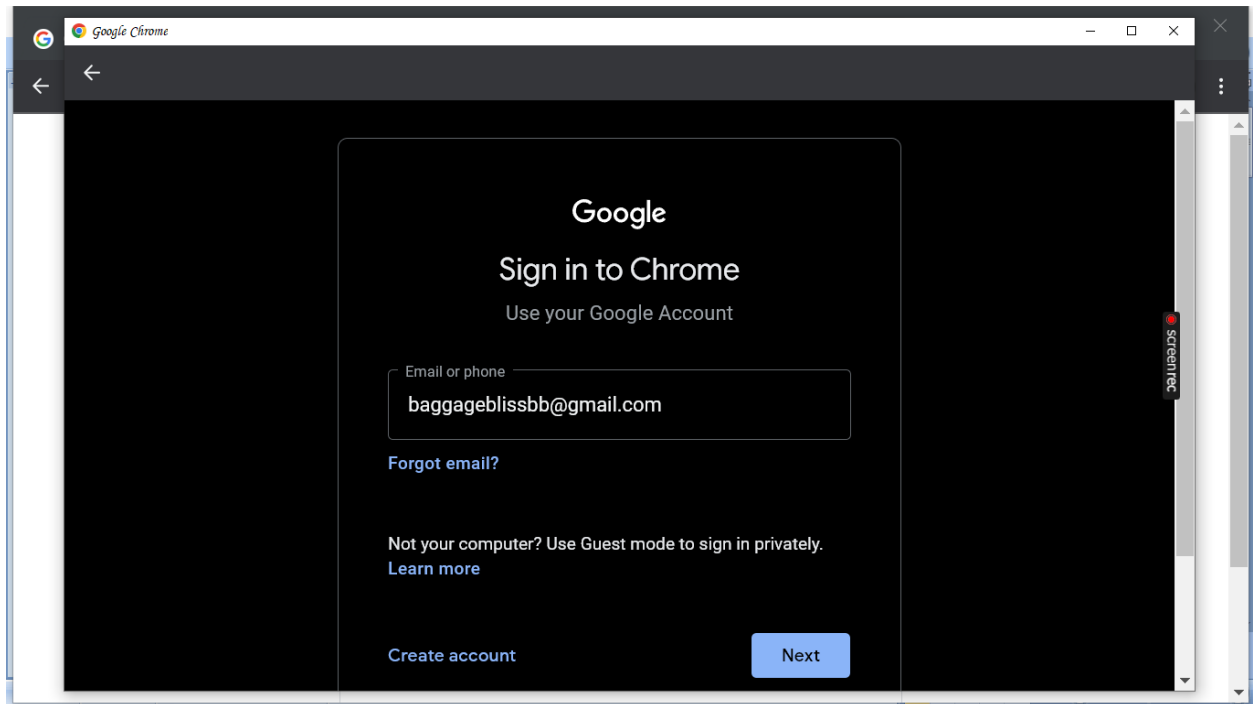 Google Chrome
Google
Sign in to Chrome
Use your Google Account
Email or phone
baggageblissbb@gmail.com
Forgot email?
Not your computer? Use Guest mode to sign in privately.
Learn more
Create account
Next
screenrec